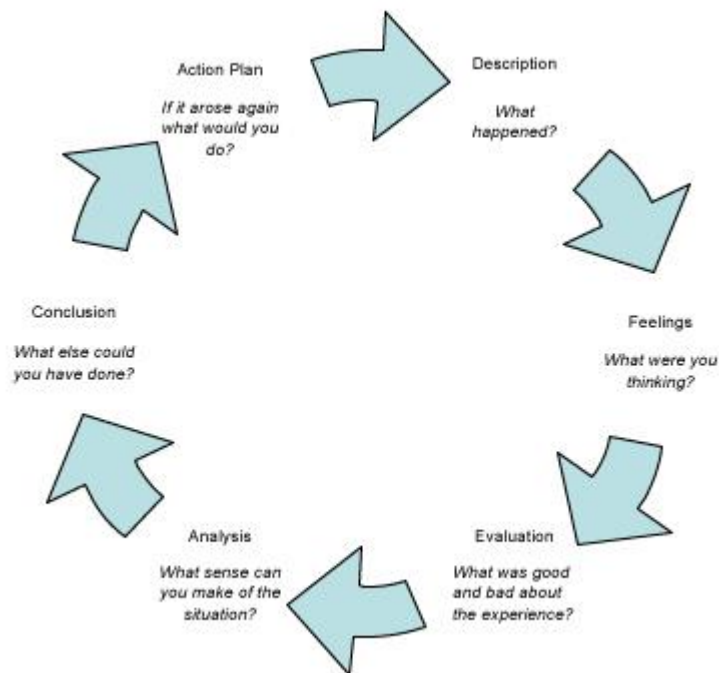 Action Plan
If it arose again
what would you
do?
Description
What
happened?
Feelings
What were you
thinking?
Evaluation
What was good
and bad about
the experience?
Analysis
What sense can
you make of the
situation?
Conclusion
What else could
you have done?